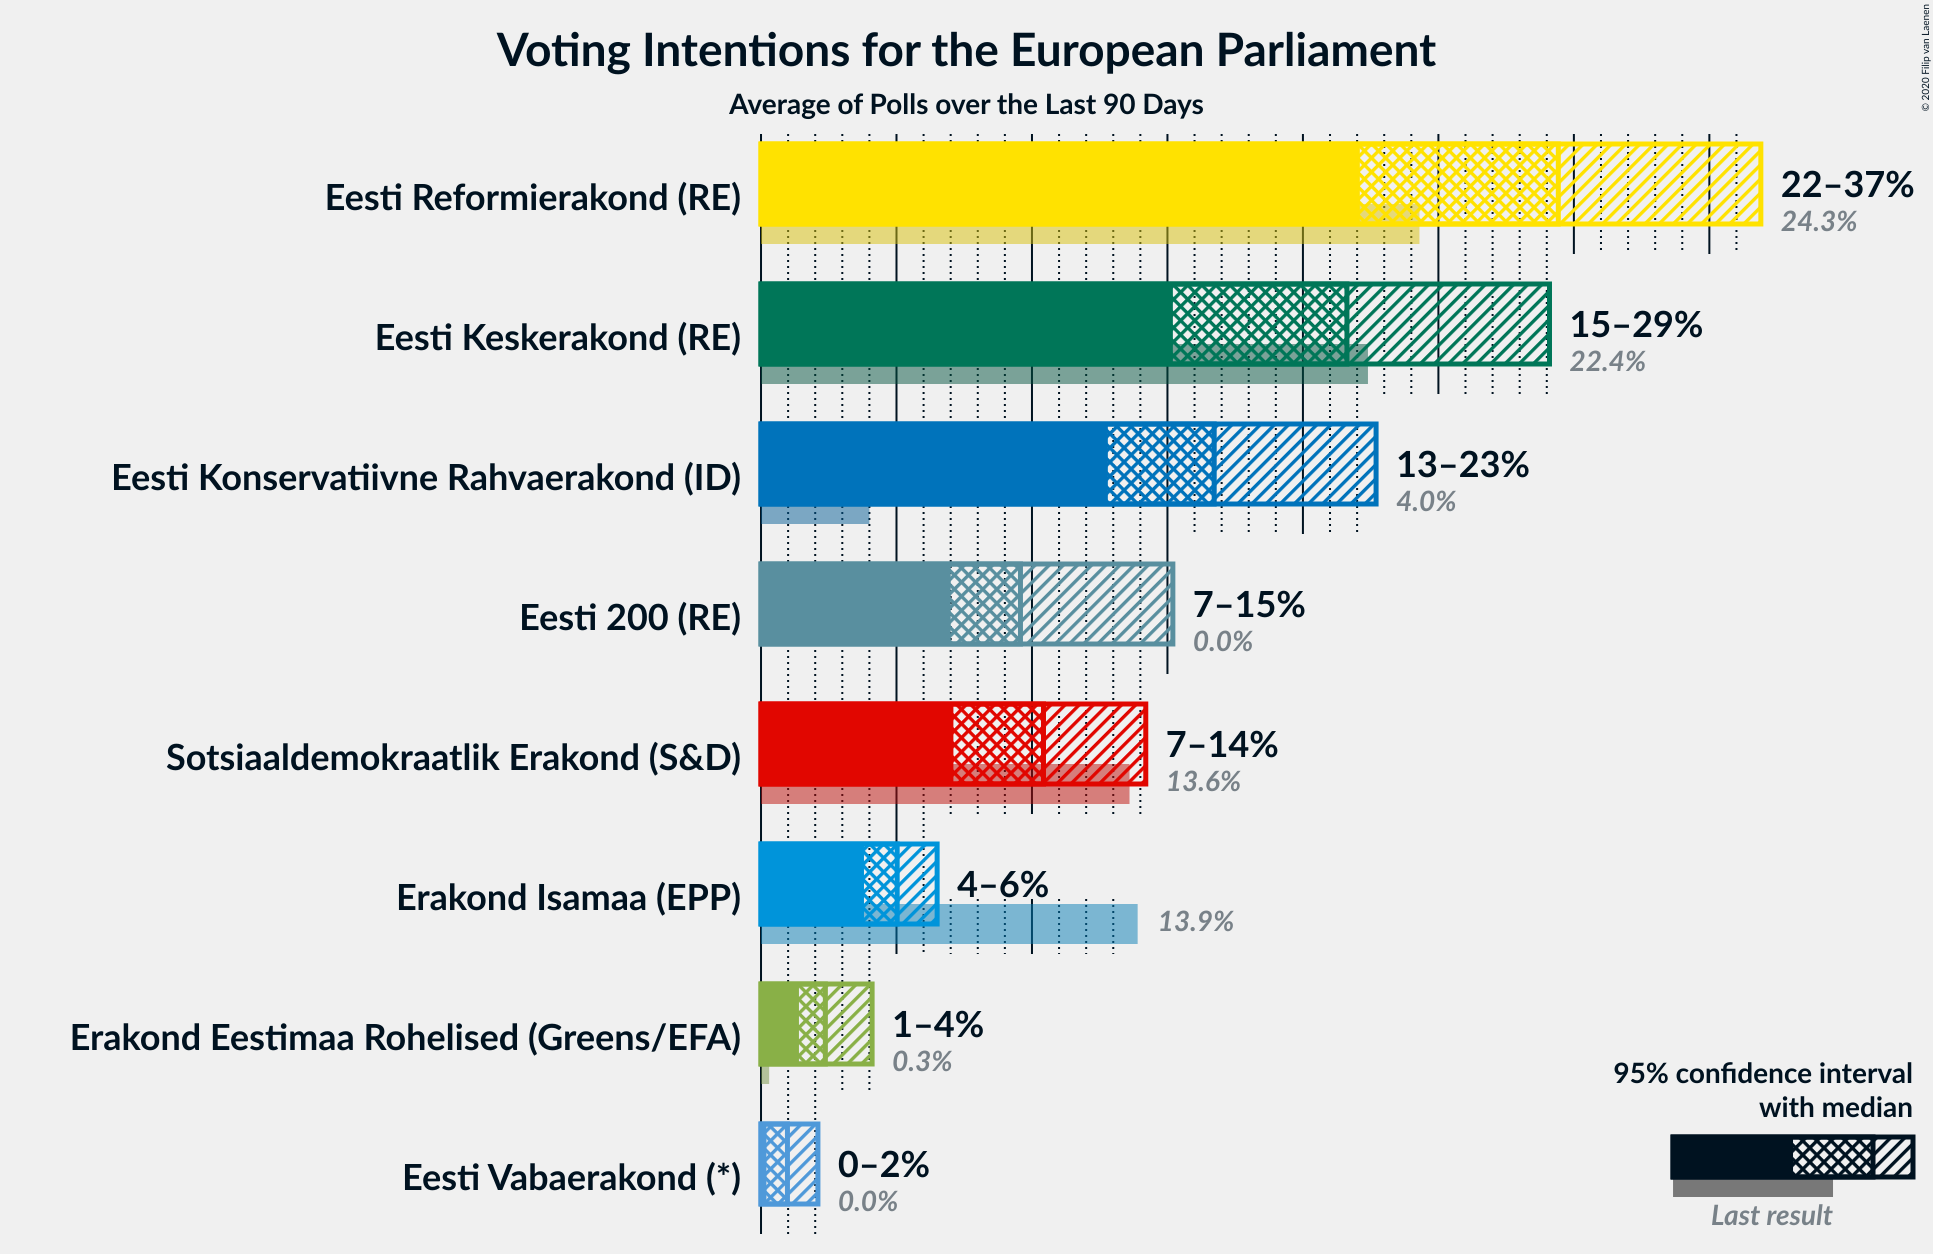 © 2020 Filip van Laenen
Voting Intentions for the European Parliament
Average of Polls over the Last 90 Days
Eesti Reformierakond (RE)
22–37%
24.3%
Eesti Keskerakond (RE)
15–29%
22.4%
Eesti Konservatiivne Rahvaerakond (ID)
13–23%
4.0%
Eesti 200 (RE)
7–15%
0.0%
Sotsiaaldemokraatlik Erakond (S&D)
7–14%
13.6%
Erakond Isamaa (EPP)
4–6%
13.9%
Erakond Eestimaa Rohelised (Greens/EFA)
1–4%
0.3%
Eesti Vabaerakond (*)
0–2%
0.0%
95% confidence interval
with median
Last result